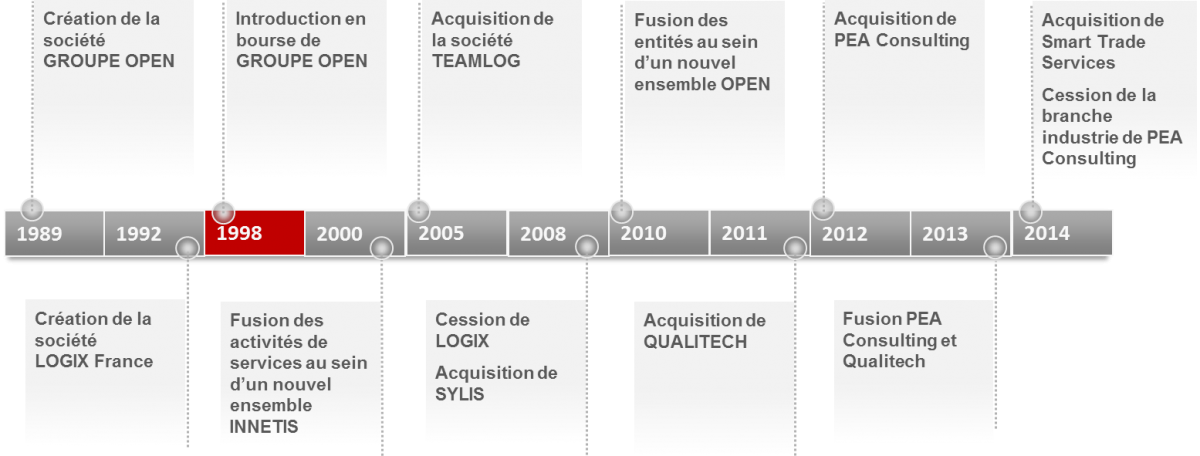 Création de la
société
GROUPE OPEN
Introduction en
bourse de
GROUPE OPEN
Acquisition de
la société
TEAMLOG
Fusion des
entités au sein
d'un nouvel
ensemble OPEN
Acquisition de
PEA Consulting
Acquisition de
Smart Trade
Services
Cession de la
branche
industrie de PEA
Consulting
1989
1992
1998
2000
2005
2008
2010
2011
2012
2013
2014
Création de la
société
LOGIX France
Fusion des
activités de
services au sein
d'un nouvel
ensemble
INNETIS
Cession de
LOGIX
Acquisition de
SYLIS
Acquisition de
QUALITECH
Fusion PEA
Consulting et
Qualitech